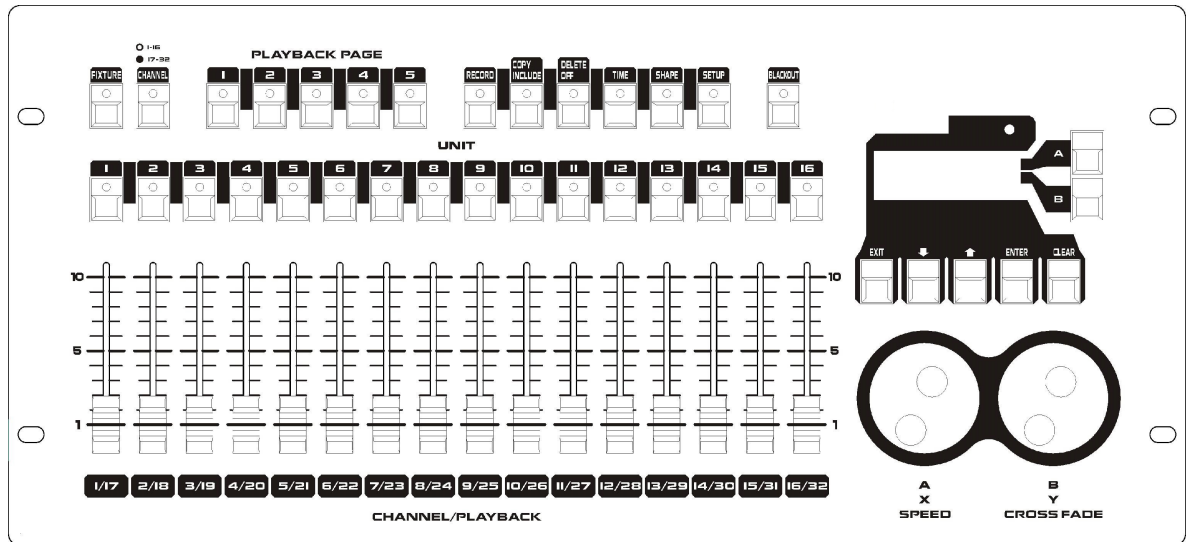 1-16
17-32
PLAYBACK PAGE
FIXTURE CHANNEL 1 2 3 4 5 RECORD COPY INCLUDE DELETE OFF TIME SHAPE SETUP BLACKOUT
UNIT
1 2 3 4 5 6 7 8 9 10 11 12 13 14 15 16
A
B
EXIT ENTER CLEAR
10 10
5 5
1 1
1/17 2/18 3/19 4/20 5/21 6/22 7/23 8/24 9/25 10/26 11/27 12/28 13/29 14/30 15/31 16/32
CHANNEL/PLAYBACK
A B
X Y
SPEED CROSS FADE